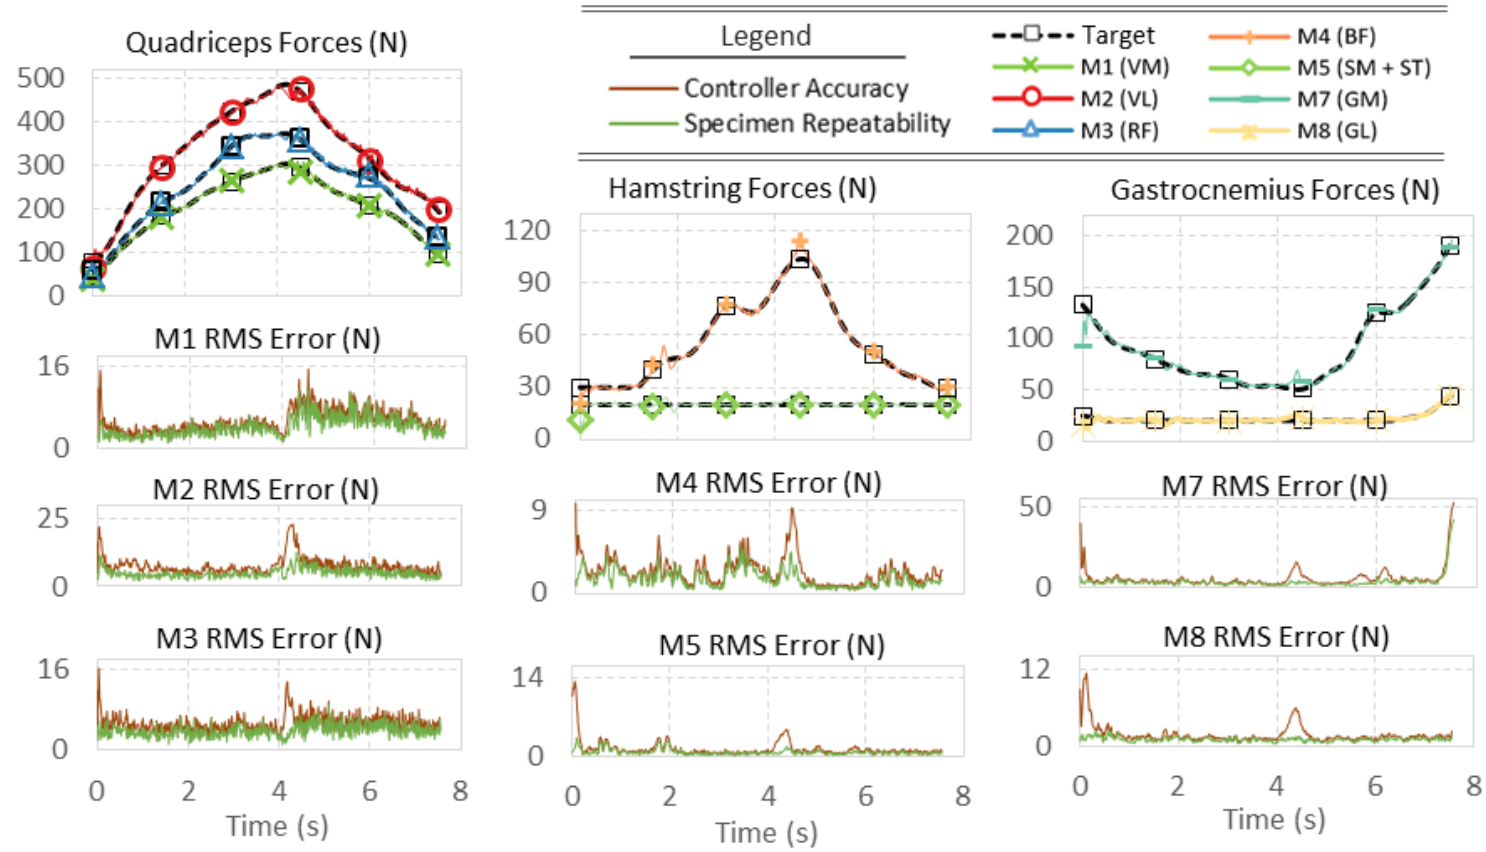 Quadriceps Forces (N)
500
400
300
200
100
0
Legend
Controller Accuracy
Specimen Repeatability
Target
M1 (VM)
M2 (VL)
M3 (RF)
M4 (BF)
M5 (SM + ST)
M7 (GM)
M8 (GL)
Hamstring Forces (N)
120
90
60
30
0
Gastrocnemius Forces (N)
200
150
100
50
0
M1 RMS Error (N)
16
0
M2 RMS Error (N)
25
0
M3 RMS Error (N)
16
0
0 2 4 6 8
Time (s)
M4 RMS Error (N)
9
0
M5 RMS Error (N)
14
0
0 2 4 6 8
Time (s)
M7 RMS Error (N)
50
0
M8 RMS Error (N)
12
0
0 2 4 6 8
Time (s)